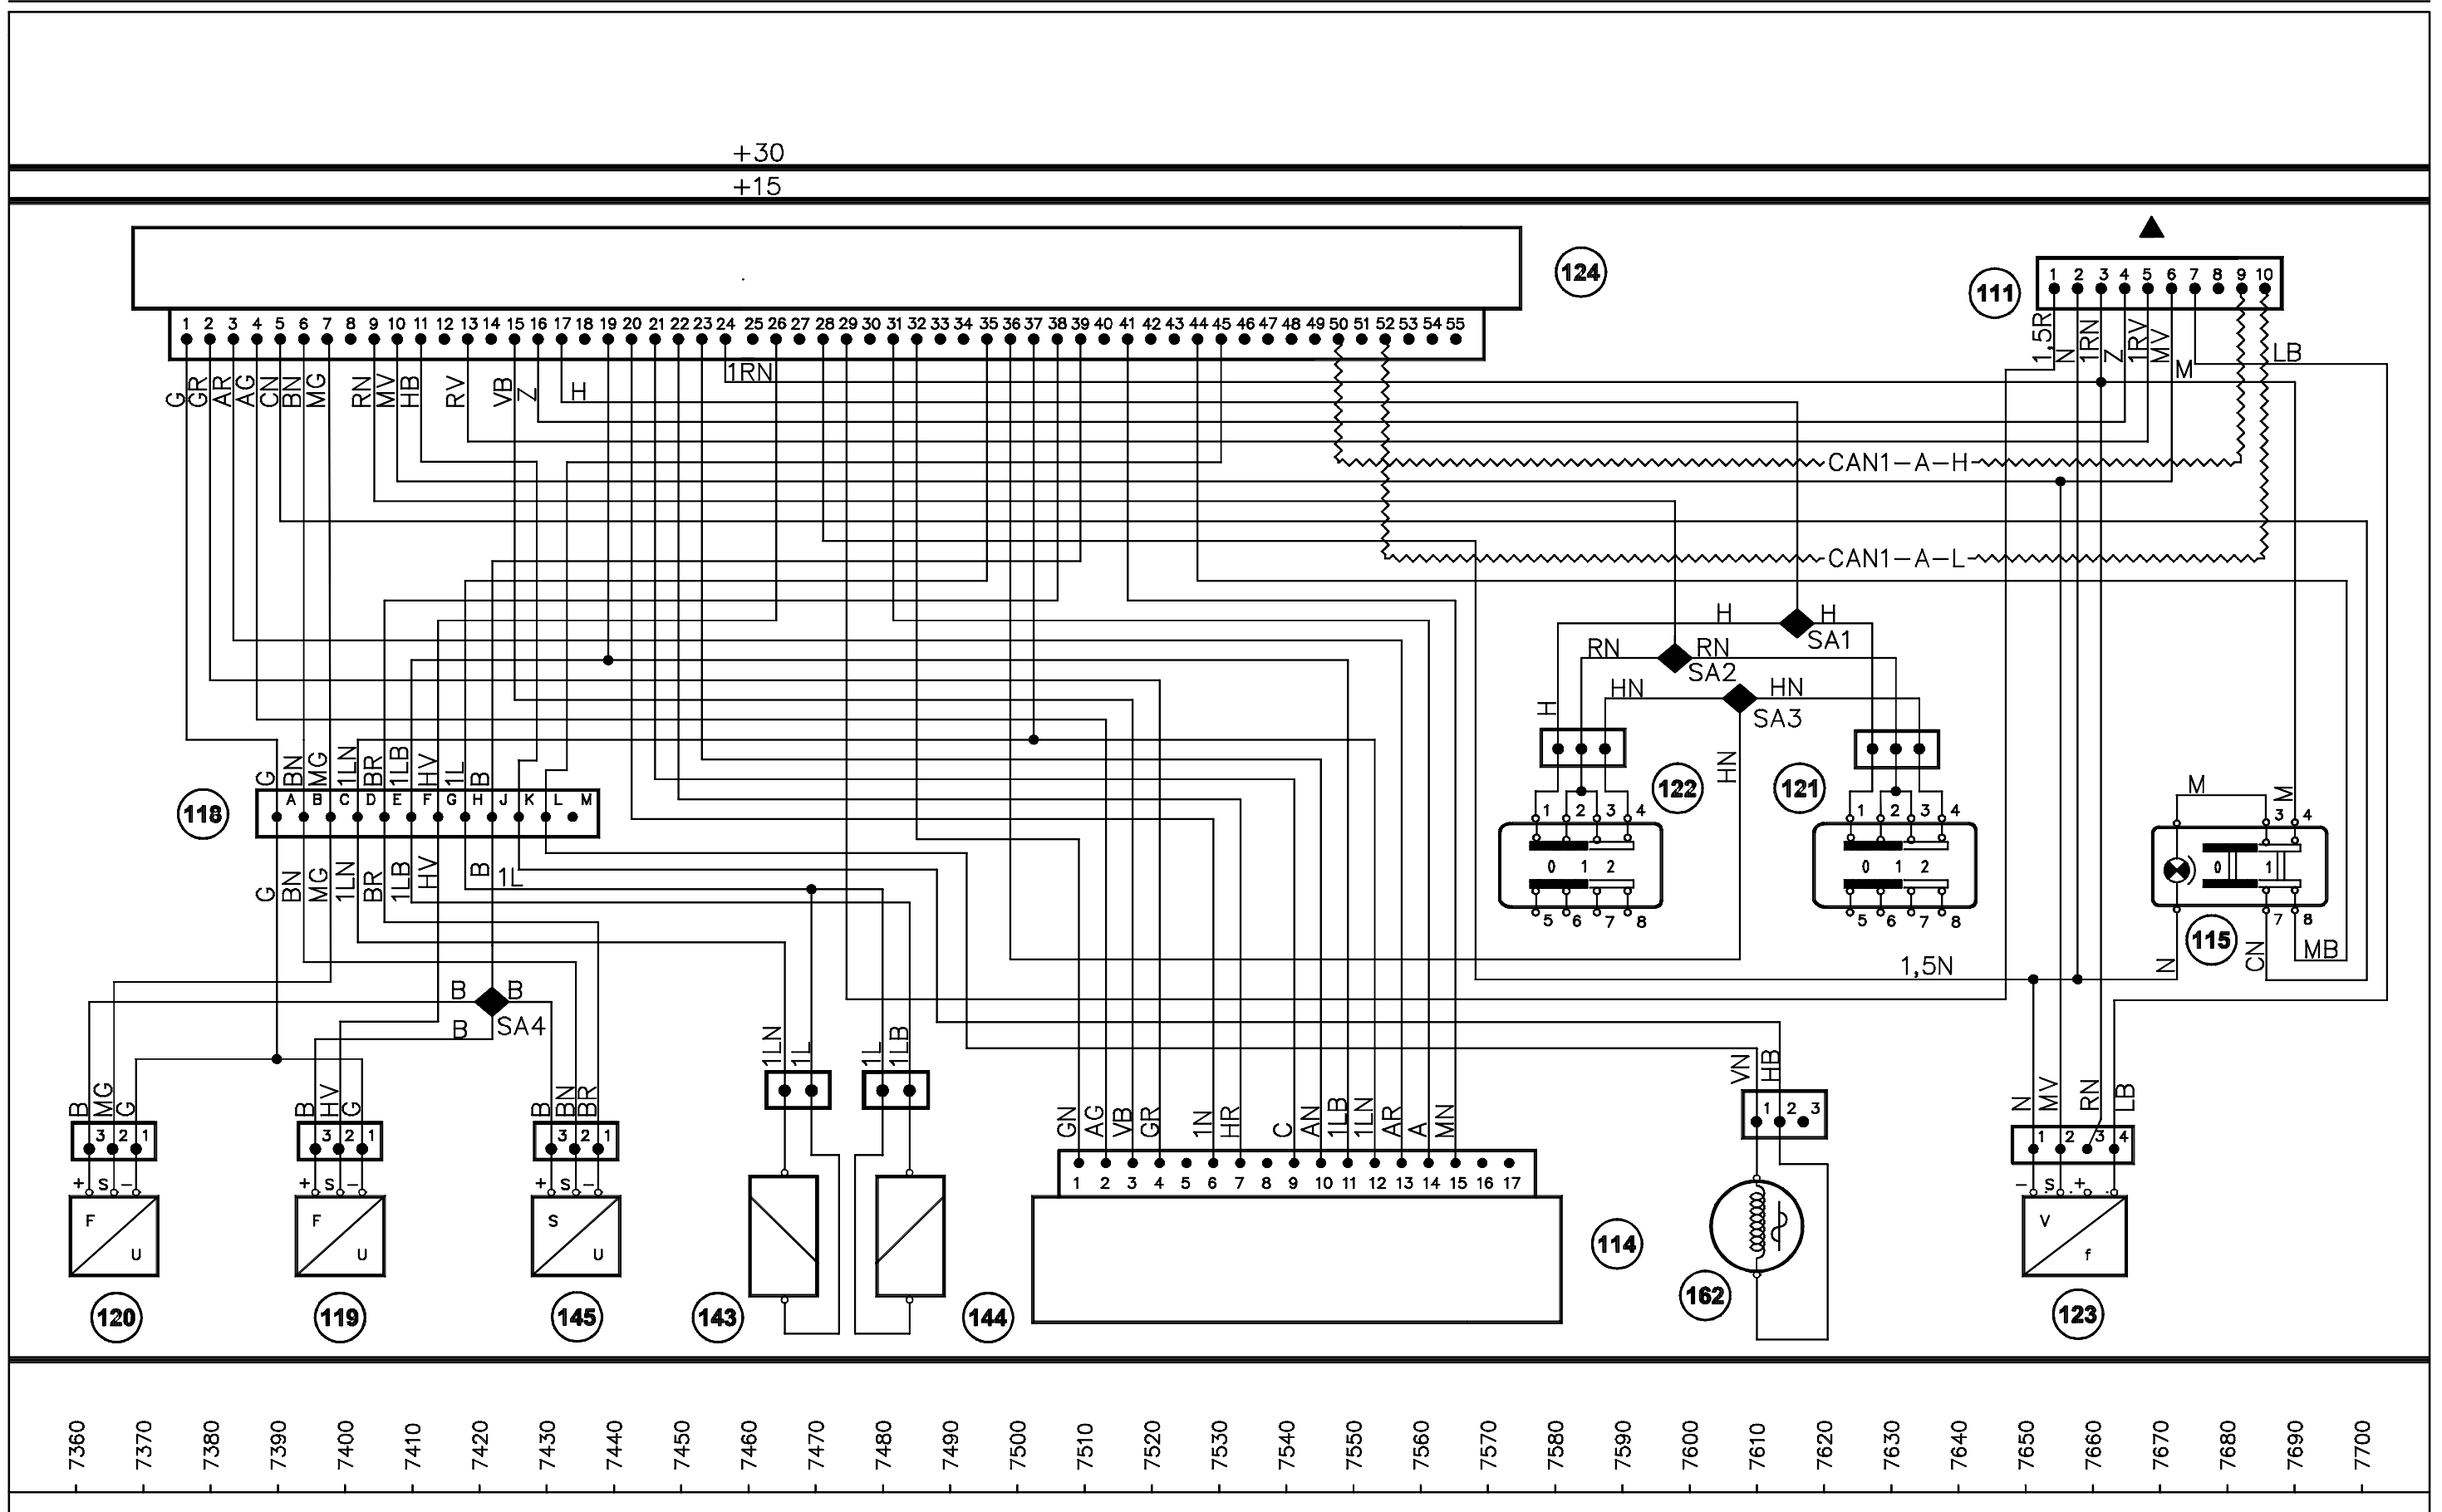 +30
+15
124
111
1 2 3 4 5 6 7 8 9 10 11 12 13 14 15 16 17 18 19 20 21 22 23 24 25 26 27 28 29 30 31 32 33 34 35 36 37 38 39 40 41 42 43 44 45 46 47 48 49 50 51 52 53 54 55
1 2 3 4 5 6 7 8 9 10
1,5R N 1RN Z 1RV MV
LB
M
G GR AR AG CN BN MG RN MV HB RV VB Z H 1RN
CAN1-A-H
CAN1-A-L
H H
SA1
RN RN
SA2
HN HN
SA3
H
HN
122
121
G BN MG 1LN BR 1LB HV 1L B
118
A B C D E F G H J K L M
G BN MG 1LN BR 1LB HV B 1L
1 2 3 4
0 1 2
5 6 7 8
1 2 3 4
0 1 2
5 6 7 8
M M
3 4
0 1
7 8
115
N CN MB
1,5N
B B
SA4
B
B MG G
3 2 1
+ S -
F
U
120
B HV G
3 2 1
+ S -
F
U
119
B BN BR
3 2 1
+ S -
S
U
145
1LN 1L
143
1L 1LB
144
GN AG VB GR 1N HR C AN 1LB 1LN AR A MN
1 2 3 4 5 6 7 8 9 10 11 12 13 14 15 16 17
114
VN HB
1 2 3
162
N MV RN LB
1 2 3 4
- S +
V
f
123
7360 7370 7380 7390 7400 7410 7420 7430 7440 7450 7460 7470 7480 7490 7500 7510 7520 7530 7540 7550 7560 7570 7580 7590 7600 7610 7620 7630 7640 7650 7660 7670 7680 7690 7700